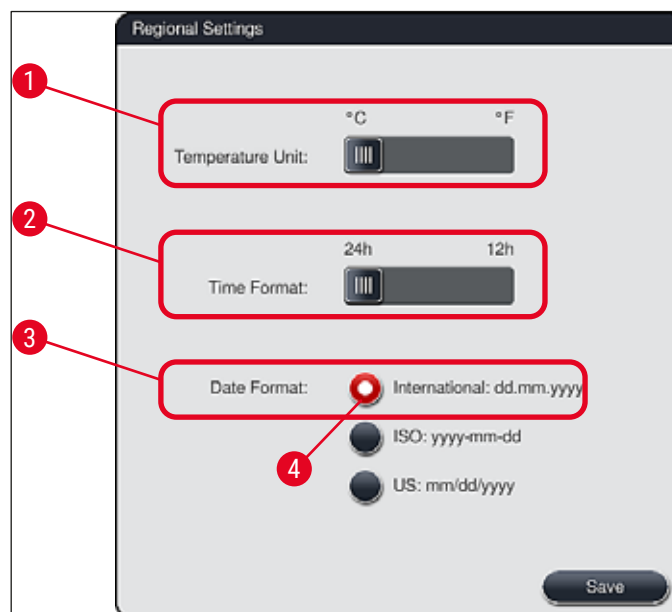 Regional Settings
1
°C °F
Temperature Unit:
2
24h 12h
Time Format:
3
Date Format: International: dd.mm.yyyy
4
ISO: yyyy-mm-dd
US: mm/dd/yyyy
Save